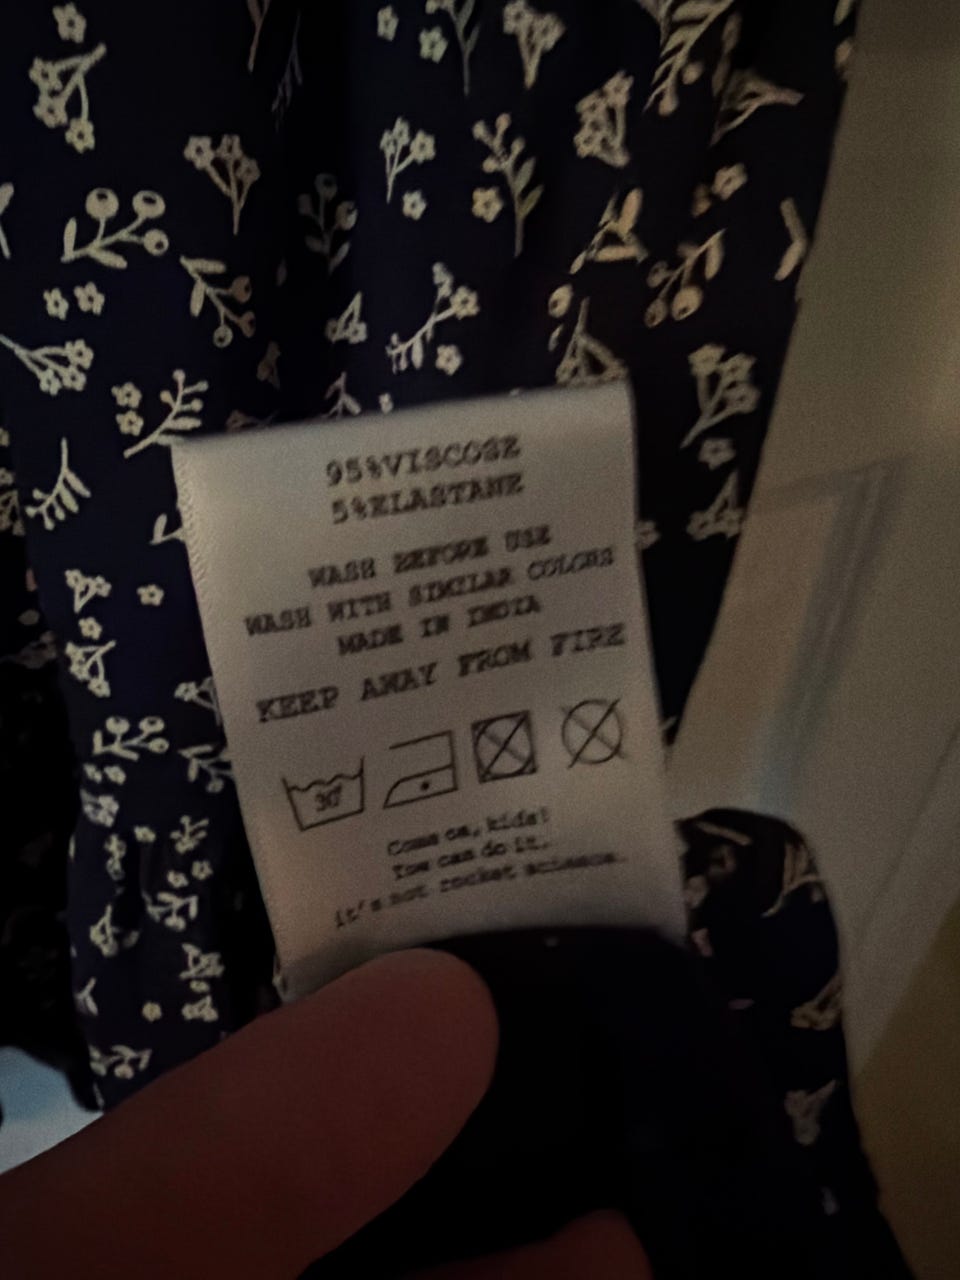 95%VISCOSE
5%ELASTANE
WASH BEFORE USE
WASH WITH SIMILAR COLORS
MADE IN INDIA
KEEP AWAY FROM FIRE
30°
Come on, kids!
You can do it.
it's not rocket science.